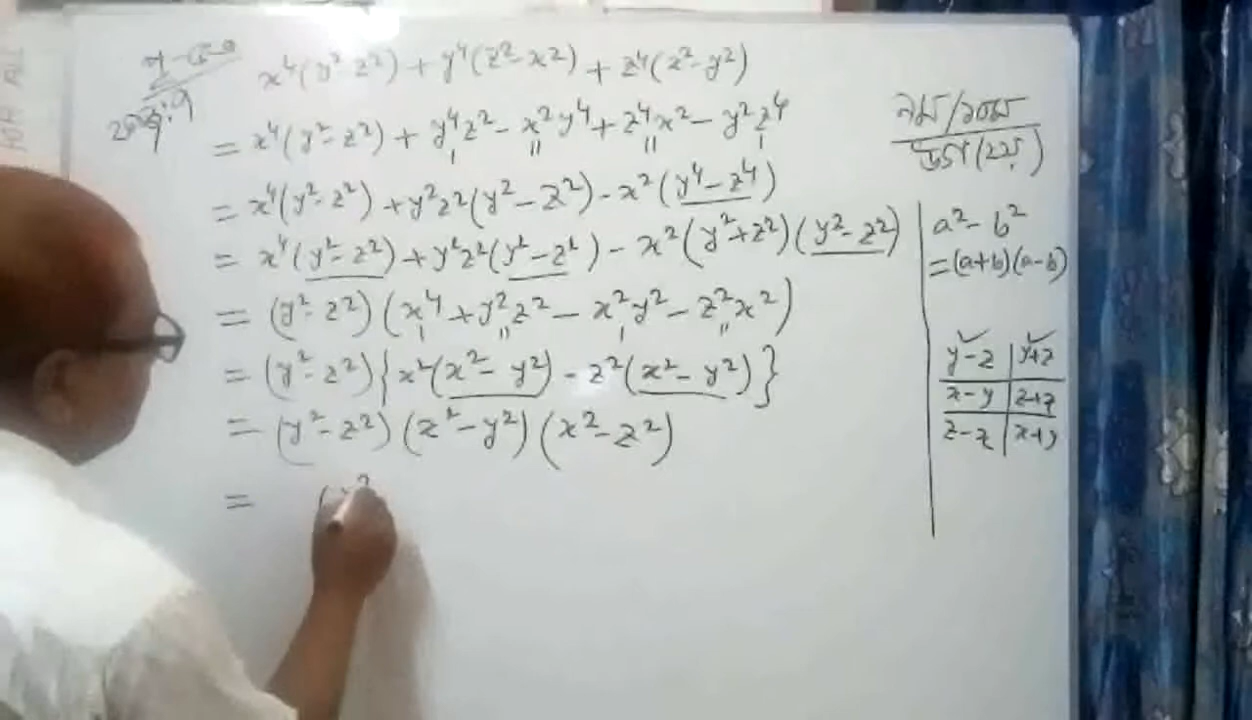 x⁴(y²-z²)+y⁴(z²-x²)+z⁴(x²-y²)
= x⁴(y²-z²) + y⁴z² - x²y⁴ + z⁴x² - y²z⁴
= x⁴(y²-z²) + y²z²(y²-z²) - x²(y⁴-z⁴)
= x⁴(y²-z²) + y²z²(y²-z²) - x²(y²+z²)(y²-z²)
= (y²-z²)(x⁴+y²z² - x²y² - z²x²)
= (y²-z²){x²(x²-y²) - z²(x²-y²)}
= (y²-z²)(x²-y²)(x²-z²)
=
৯ম/১০ম
a²-b²
=(a+b)(a-b)
y-z | y+z
x-y | z+x
z-x | x+y